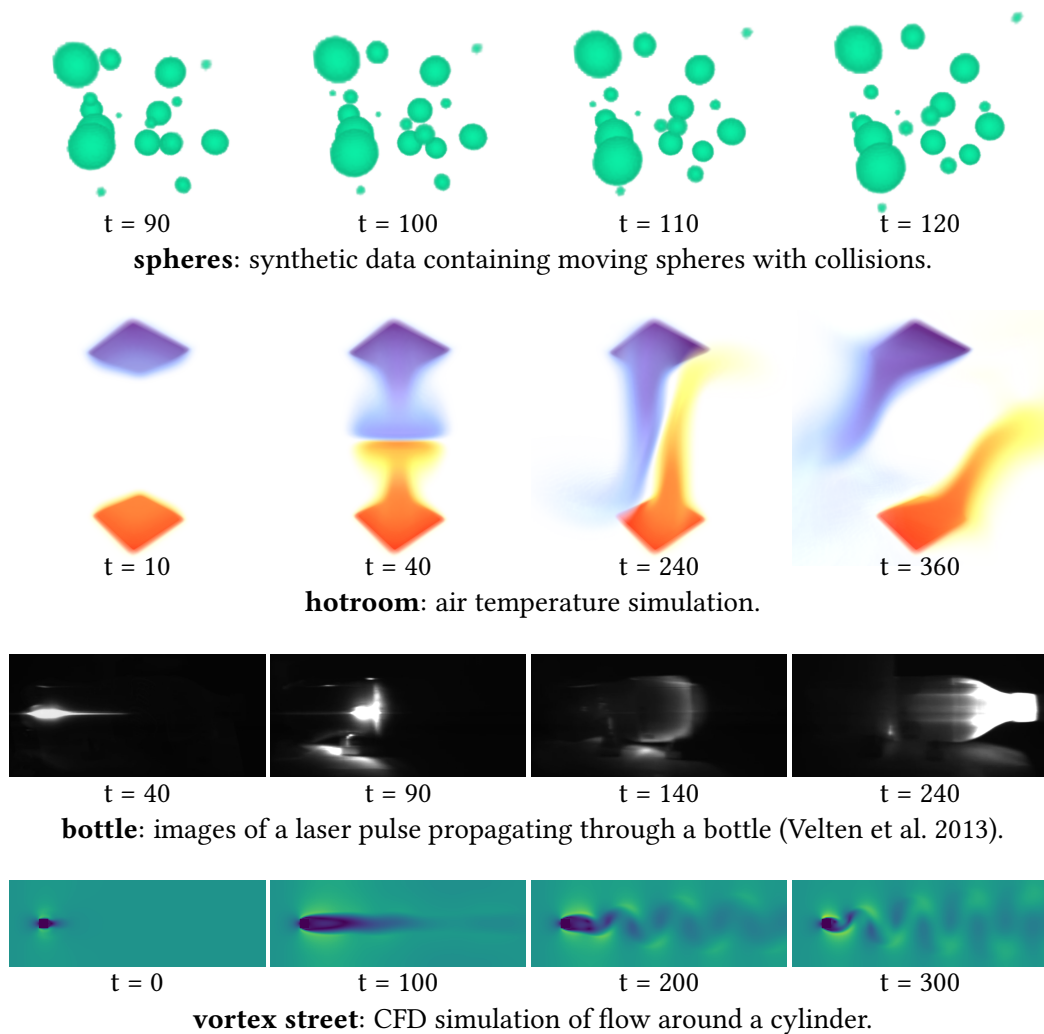 t = 90 t = 100 t = 110 t = 120
spheres: synthetic data containing moving spheres with collisions.
t = 10 t = 40 t = 240 t = 360
hotroom: air temperature simulation.
t = 40 t = 90 t = 140 t = 240
bottle: images of a laser pulse propagating through a bottle (Velten et al. 2013).
t = 0 t = 100 t = 200 t = 300
vortex street: CFD simulation of flow around a cylinder.